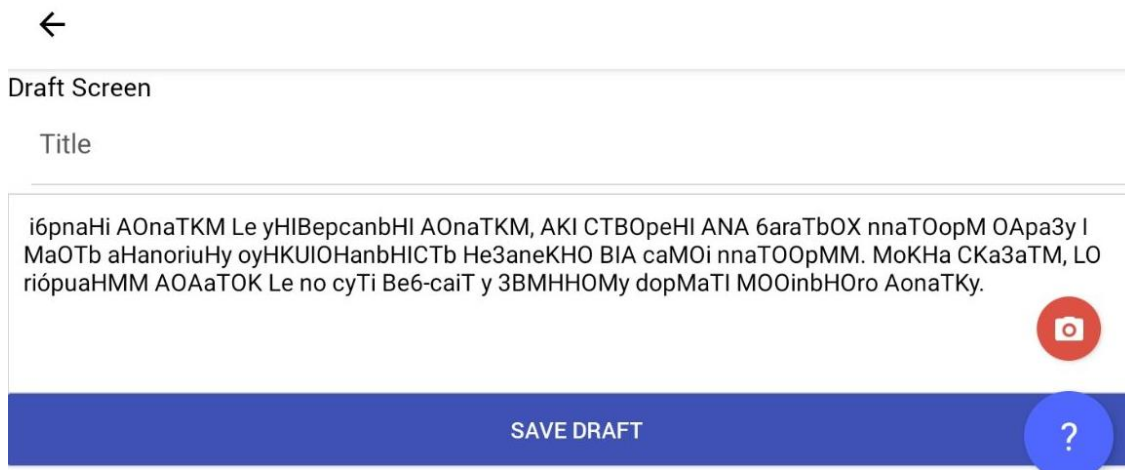 Draft Screen
Title
i6pnaHi AOnaTKM Le yHIBepcanbHI AOnaTKM, AKI CTBOpeHI ANA 6araTbOX nnaTOopM OApa3y I
MaOTb aHanoriuHy oyHKUIOHanbHICTb He3aneKHO BIA caMOi nnaTOOpMM. MoKHa CKa3aTM, LO
riópuaHMM AOAaTOK Le no cyTi Be6-caiT y 3BMHHOMy dopMaTI MOOinbHOro AonaTKy.
SAVE DRAFT
?